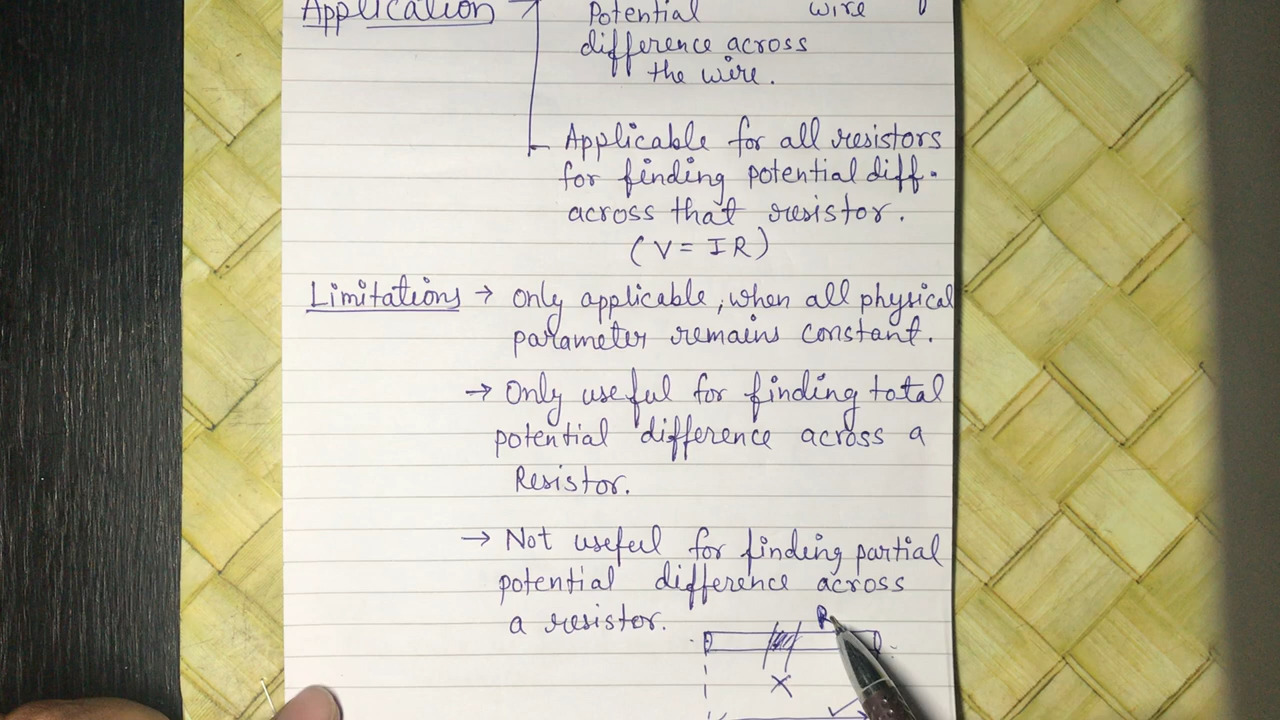 Application
Potential wire
difference across
the wire.
Applicable for all resistors
for finding potential diff.
across that resistor.
(V = IR)
Limitations → Only applicable, when all physical
parameter remains constant.
→ Only useful for finding total
potential difference across a
Resistor.
→ Not useful for finding partial
potential difference across
a resistor.
R